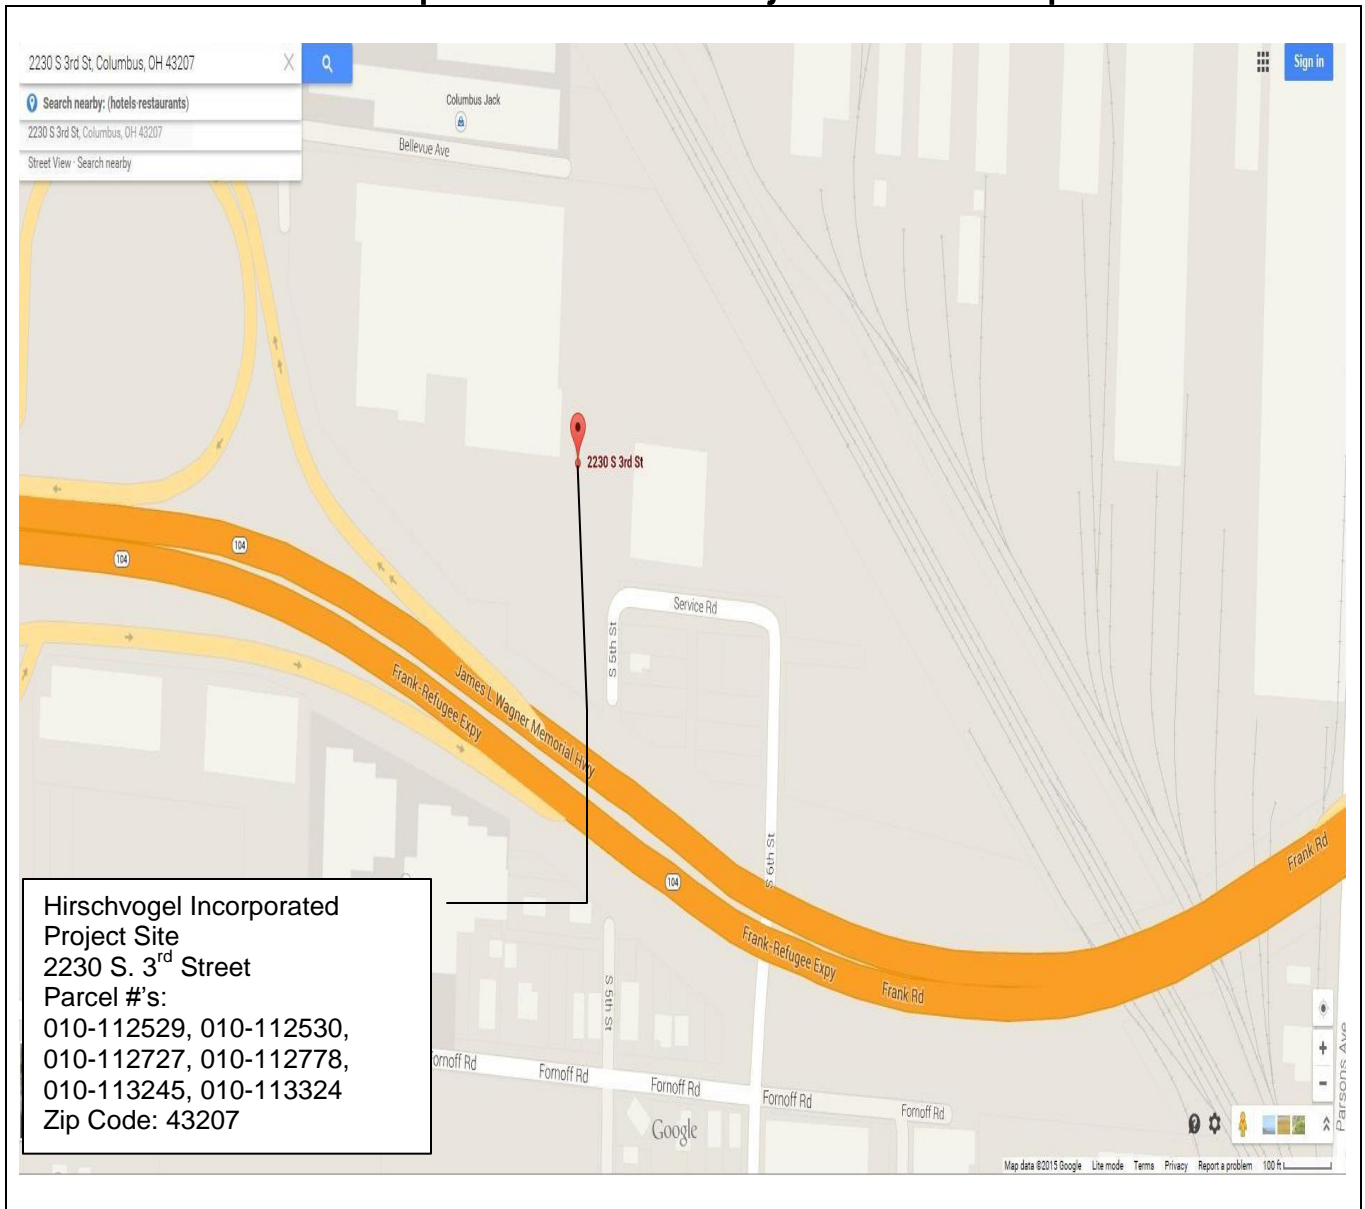 2230 S 3rd St, Columbus, OH 43207
Sign in
Search nearby: (hotels·restaurants)
2230 S 3rd St, Columbus, OH 43207
Street View · Search nearby
Columbus Jack
Bellevue Ave
2230 S 3rd St
104
104
Service Rd
S 5th St
James L Wagner Memorial Hwy
Frank-Refugee Expy
S 6th St
104
Frank Rd
Frank-Refugee Expy
Frank Rd
Hirschvogel Incorporated
Project Site
2230 S. 3rd Street
Parcel #'s:
010-112529, 010-112530,
010-112727, 010-112778,
010-113245, 010-113324
Zip Code: 43207
S 5th St
ornoff Rd
Fornoff Rd
Fornoff Rd
Fornoff Rd
Fornoff Rd
Parsons Ave
Google
Map data ©2015 Google Lite mode Terms Privacy Report a problem 100 ft